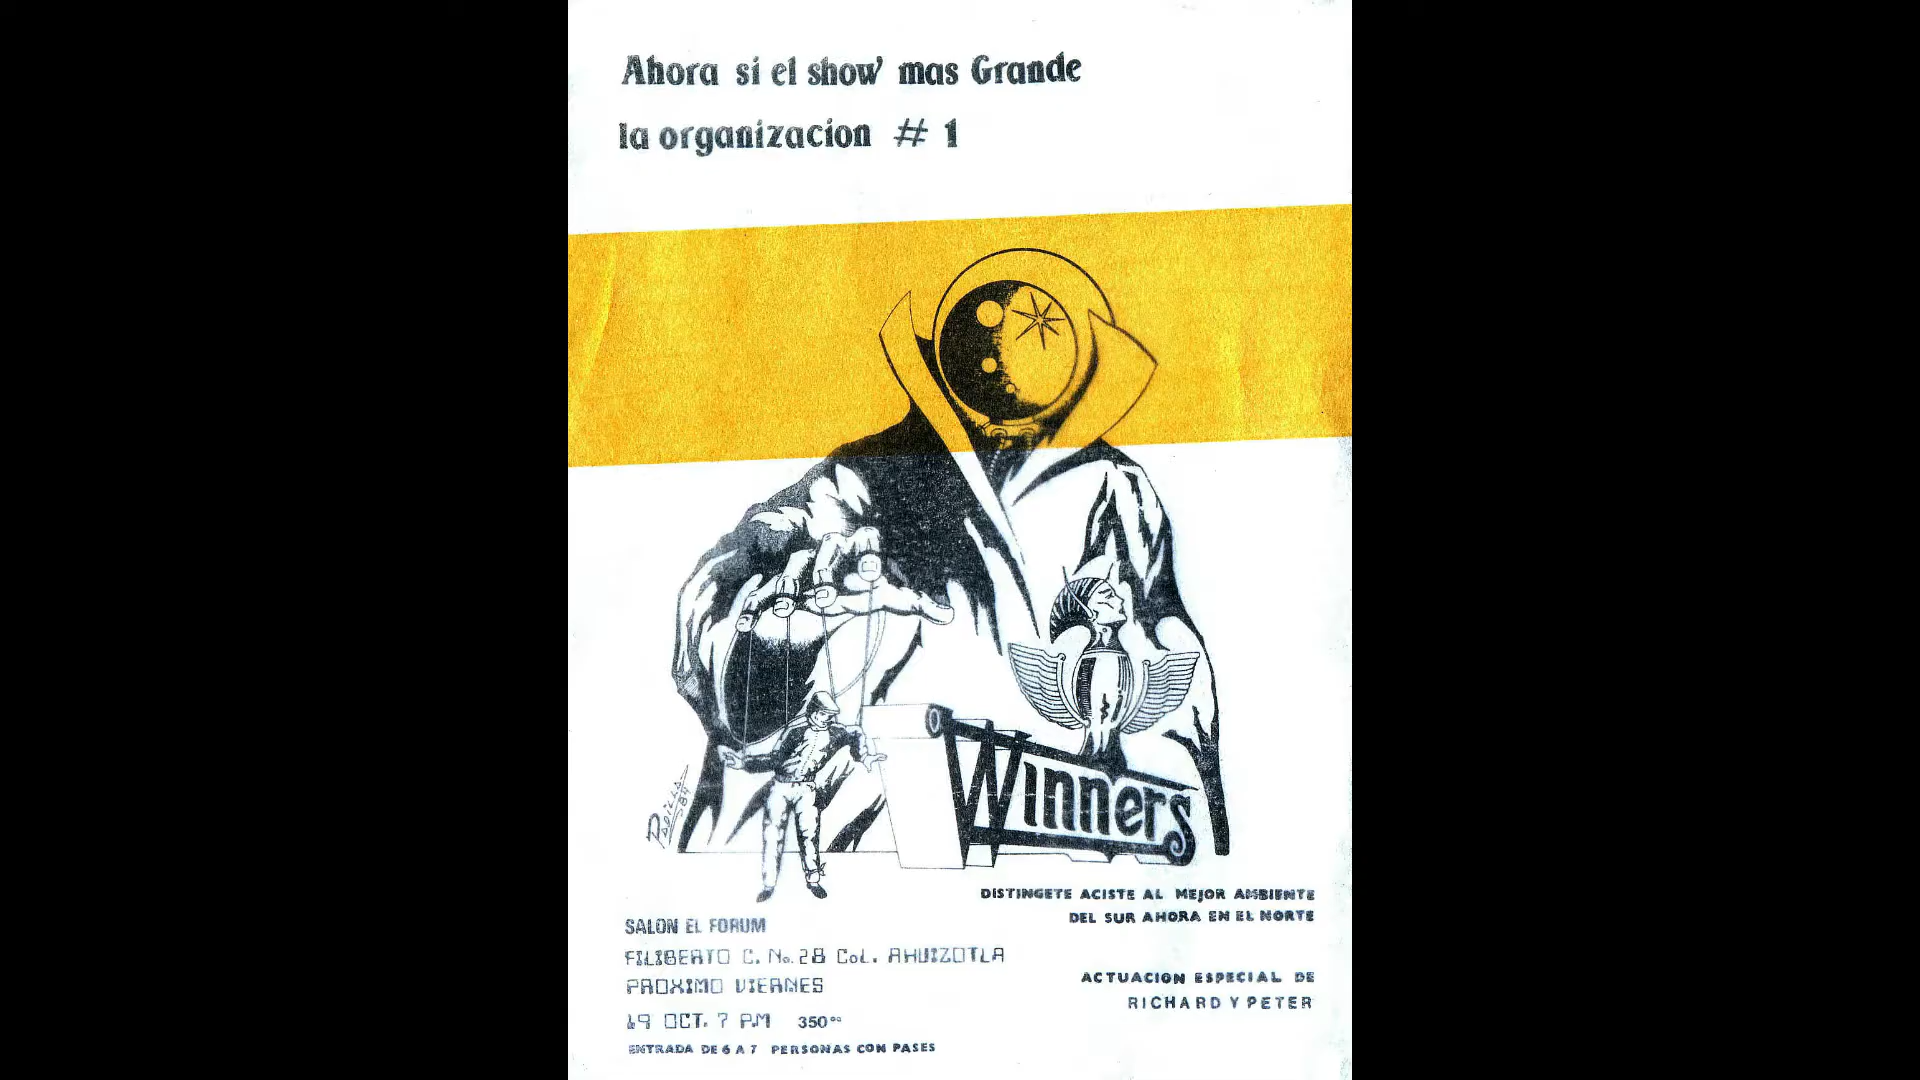 Ahora si el show mas Grande
la organizacion # 1
Winners
DISTINGETE ACISTE AL MEJOR AMBIENTE
DEL SUR AHORA EN EL NORTE
SALON EL FORUM
FILIBERTO C. No. 28 COL. AHUIZOTLA
PROXIMO VIERNES
19 OCT. 7 P.M 350°°
ENTRADA DE 6 A 7 PERSONAS CON PASES
ACTUACION ESPECIAL DE
RICHARD Y PETER